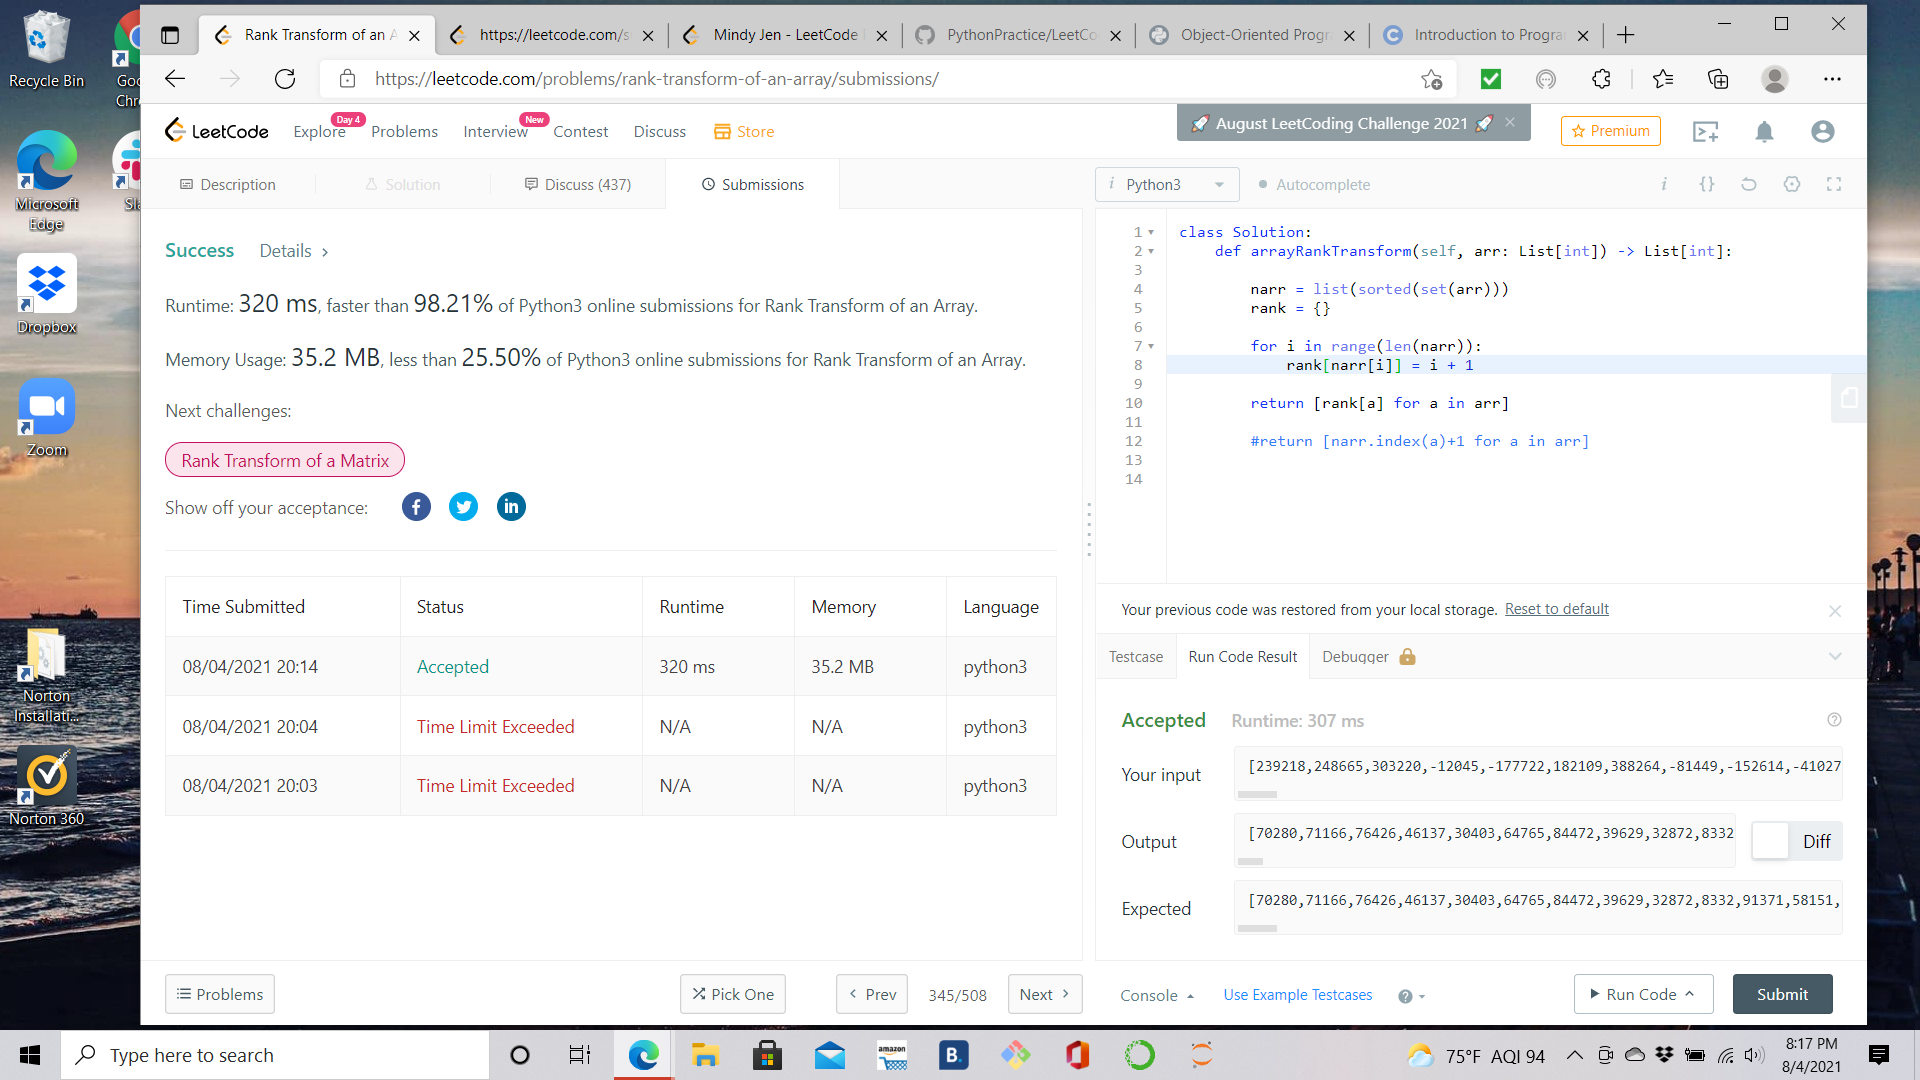 Recycle Bin
Goo
Chro
Microsoft
Edge
Sla
Dropbox
Zoom
Norton
Installati...
Norton 360
Rank Transform of an A
https://leetcode.com/s
Mindy Jen - LeetCode
PythonPractice/LeetCo
Object-Oriented Progra
Introduction to Progra
https://leetcode.com/problems/rank-transform-of-an-array/submissions/
LeetCode
Explore
Day 4
Problems
Interview
New
Contest
Discuss
Store
August LeetCoding Challenge 2021
Premium
Description
Solution
Discuss (437)
Submissions
i Python3
Autocomplete
i {}
Success
Details >
Runtime: 320 ms, faster than 98.21% of Python3 online submissions for Rank Transform of an Array.
Memory Usage: 35.2 MB, less than 25.50% of Python3 online submissions for Rank Transform of an Array.
Next challenges:
Rank Transform of a Matrix
Show off your acceptance:
f
in
Time Submitted Status Runtime Memory Language
08/04/2021 20:14 Accepted 320 ms 35.2 MB python3
08/04/2021 20:04 Time Limit Exceeded N/A N/A python3
08/04/2021 20:03 Time Limit Exceeded N/A N/A python3
1 class Solution:
2 def arrayRankTransform(self, arr: List[int]) -> List[int]:
3
4 narr = list(sorted(set(arr)))
5 rank = {}
6
7 for i in range(len(narr)):
8 rank[narr[i]] = i + 1
9
10 return [rank[a] for a in arr]
11
12 #return [narr.index(a)+1 for a in arr]
13
14
Your previous code was restored from your local storage. Reset to default
Testcase
Run Code Result
Debugger
Accepted
Runtime: 307 ms
Your input
[239218,248665,303220,-12045,-177722,182109,388264,-81449,-152614,-41027
Output
[70280,71166,76426,46137,30403,64765,84472,39629,32872,8332
Diff
Expected
[70280,71166,76426,46137,30403,64765,84472,39629,32872,8332,91371,58151,
Problems
Pick One
< Prev
345/508
Next >
Console
Use Example Testcases
?
Run Code
Submit
Type here to search
amazon
B.
75°F AQI 94
8:17 PM
8/4/2021